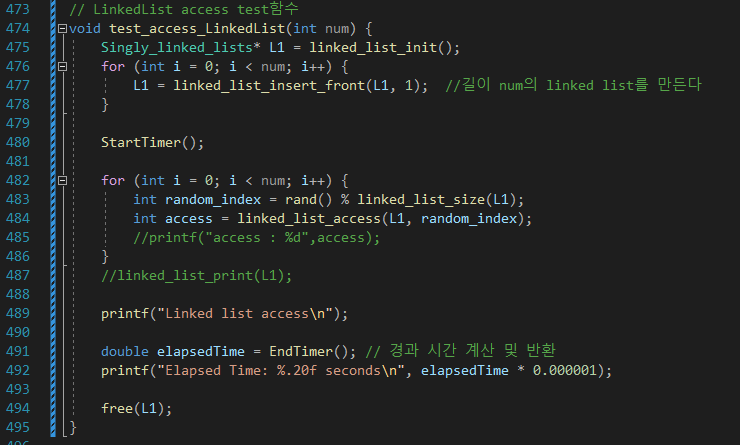 473 // LinkedList access test함수
474 void test_access_LinkedList(int num) {
475 Singly_linked_lists* L1 = linked_list_init();
476 for (int i = 0; i < num; i++) {
477 L1 = linked_list_insert_front(L1, 1); //길이 num의 linked list를 만든다
478 }
479
480 StartTimer();
481
482 for (int i = 0; i < num; i++) {
483 int random_index = rand() % linked_list_size(L1);
484 int access = linked_list_access(L1, random_index);
485 //printf("access : %d",access);
486 }
487 //linked_list_print(L1);
488
489 printf("Linked list access\n");
490
491 double elapsedTime = EndTimer(); // 경과 시간 계산 및 반환
492 printf("Elapsed Time: %.20f seconds\n", elapsedTime * 0.000001);
493
494 free(L1);
495 }